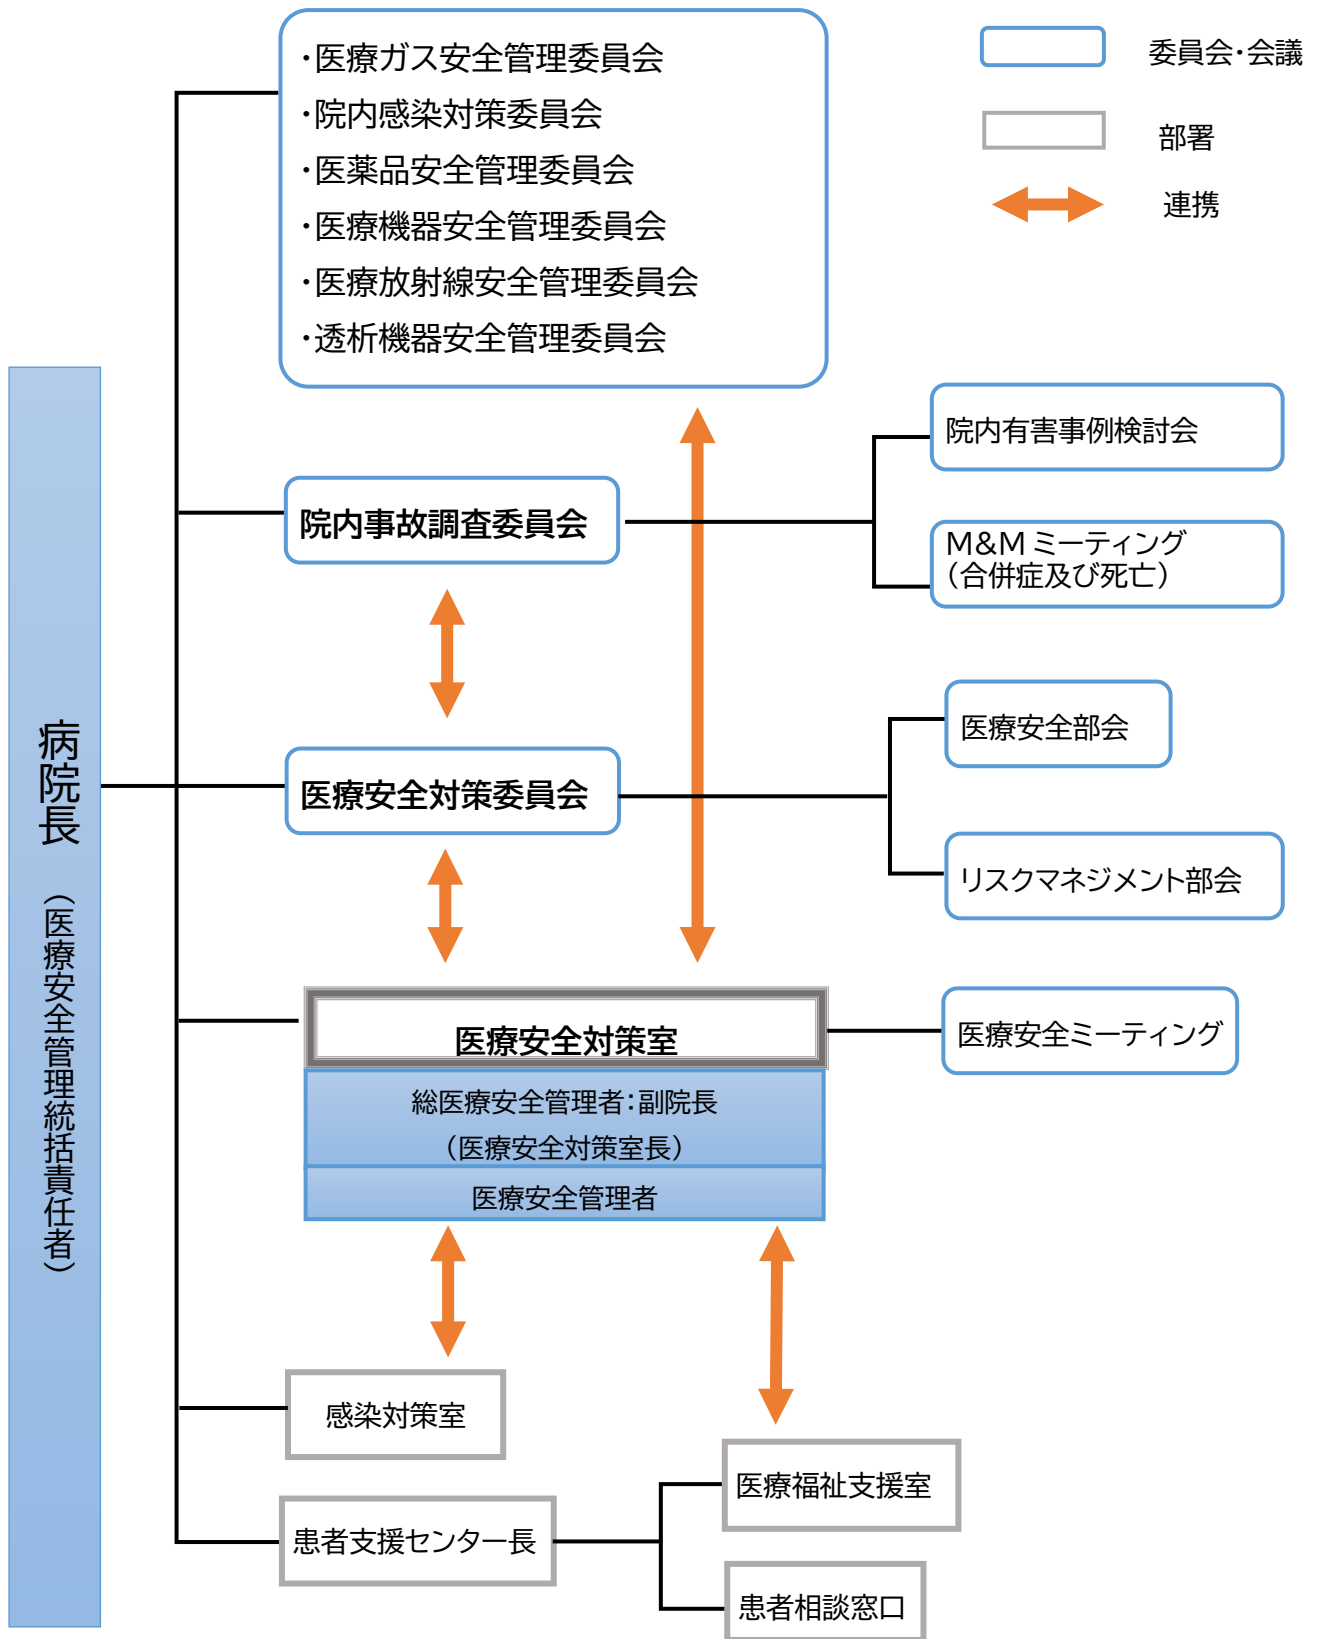 ・医療ガス安全管理委員会
・院内感染対策委員会
・医薬品安全管理委員会
・医療機器安全管理委員会
・医療放射線安全管理委員会
・透析機器安全管理委員会
委員会・会議
部署
連携
病院長（医療安全管理統括責任者）
院内事故調査委員会
院内有害事例検討会
M&Mミーティング
（合併症及び死亡）
医療安全対策委員会
医療安全部会
リスクマネジメント部会
医療安全対策室
総医療安全管理者：副院長
（医療安全対策室長）
医療安全管理者
医療安全ミーティング
感染対策室
患者支援センター長
医療福祉支援室
患者相談窓口